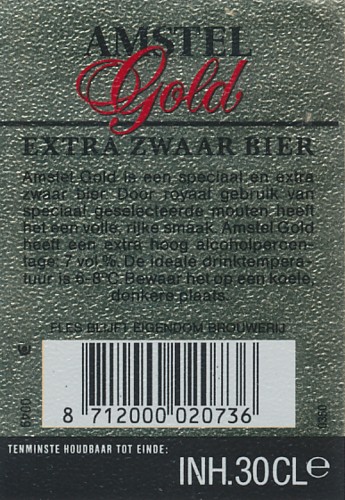 AMSTEL
Gold
EXTRA ZWAAR BIER
Amstel Gold is een speciaal en extra
zwaar bier. Door royaal gebruik van
speciaal geselecteerde mouten heeft
het een volle, rijke smaak. Amstel Gold
heeft een extra hoog alcoholpercen-
tage: 7 vol.%. De ideale drinktempera-
tuur is 6-8°C. Bewaar het op een koele,
donkere plaats.
FLES BLIJFT EIGENDOM BROUWERIJ
8 712000 020736
TENMINSTE HOUDBAAR TOT EINDE:
INH.30CL℮